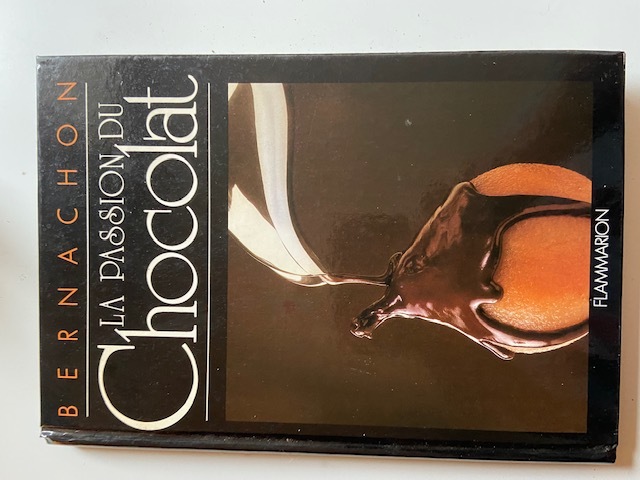 BERNACHON
LA PASSION DU
Chocolat
FLAMMARION